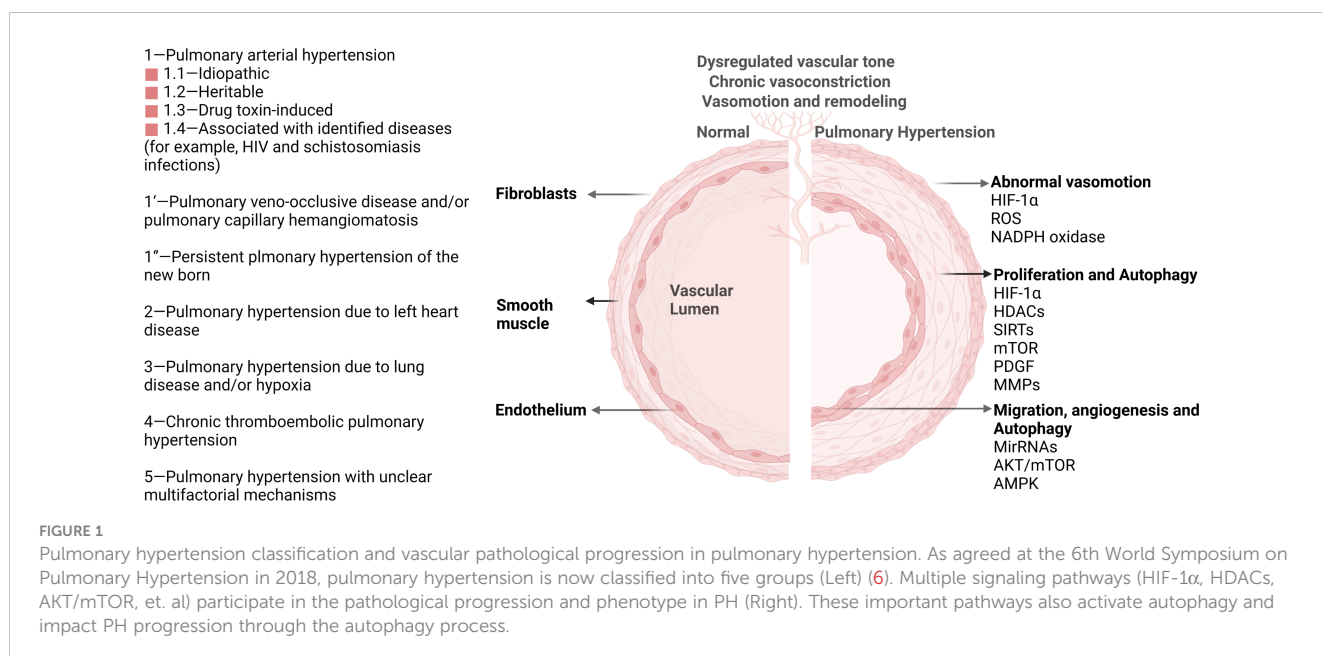 1—Pulmonary arterial hypertension
1.1—Idiopathic
1.2—Heritable
1.3—Drug toxin-induced
1.4—Associated with identified diseases
(for example, HIV and schistosomiasis
infections)
1‘—Pulmonary veno-occlusive disease and/or
pulmonary capillary hemangiomatosis
1”—Persistent plmonary hypertension of the
new born
2—Pulmonary hypertension due to left heart
disease
3—Pulmonary hypertension due to lung
disease and/or hypoxia
4—Chronic thromboembolic pulmonary
hypertension
5—Pulmonary hypertension with unclear
multifactorial mechanisms
Dysregulated vascular tone
Chronic vasoconstriction
Vasomotion and remodeling
Normal
Pulmonary Hypertension
Fibroblasts
Smooth
muscle
Endothelium
Vascular
Lumen
Abnormal vasomotion
HIF-1α
ROS
NADPH oxidase
Proliferation and Autophagy
HIF-1α
HDACs
SIRTs
mTOR
PDGF
MMPs
Migration, angiogenesis and
Autophagy
MirRNAs
AKT/mTOR
AMPK
FIGURE 1
Pulmonary hypertension classification and vascular pathological progression in pulmonary hypertension. As agreed at the 6th World Symposium on
Pulmonary Hypertension in 2018, pulmonary hypertension is now classified into five groups (Left) (6). Multiple signaling pathways (HIF-1α, HDACs,
AKT/mTOR, et. al) participate in the pathological progression and phenotype in PH (Right). These important pathways also activate autophagy and
impact PH progression through the autophagy process.